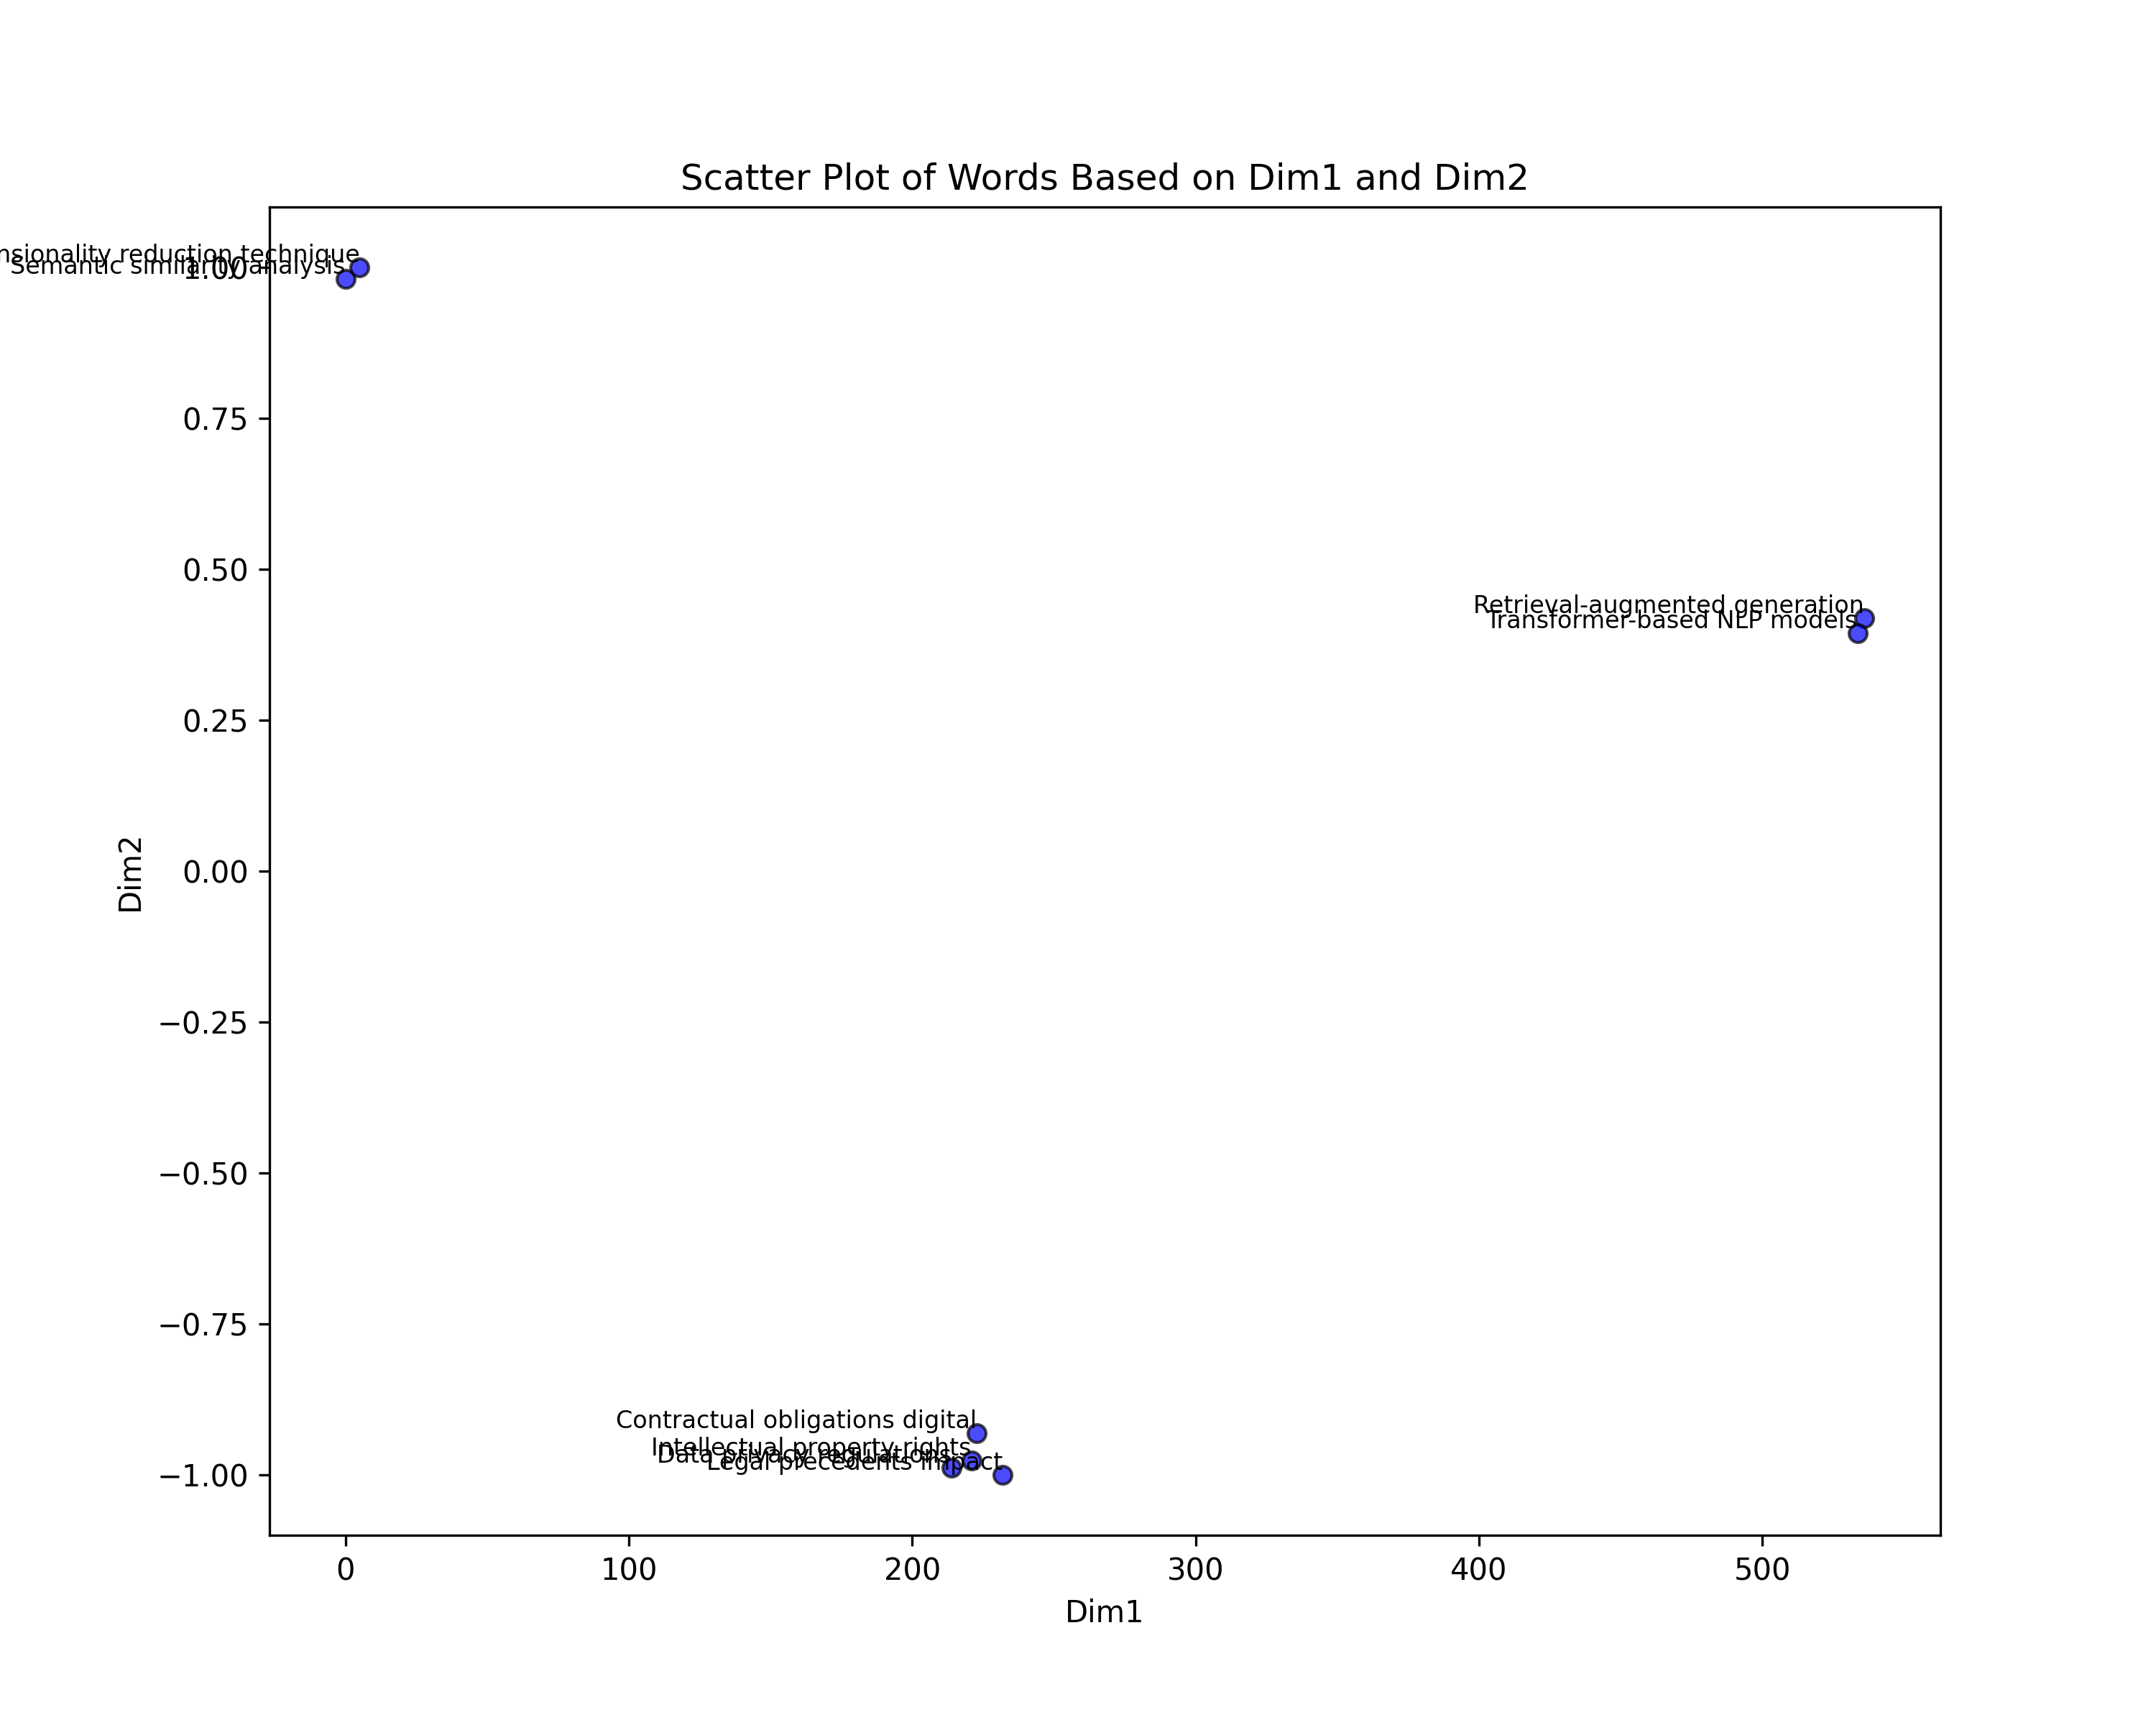 Scatter Plot of Words Based on Dim1 and Dim2
reduction technique
Semantic similarity analysis
1.00
0.75
0.50
Retrieval-augmented generation
Transformer-based NLP models
0.25
Dim2
0.00
−0.25
−0.50
−0.75
Contractual obligations digital
Intellectual property rights
Data privacy regulations
Legal precedents impact
−1.00
0 100 200 300 400 500
Dim1